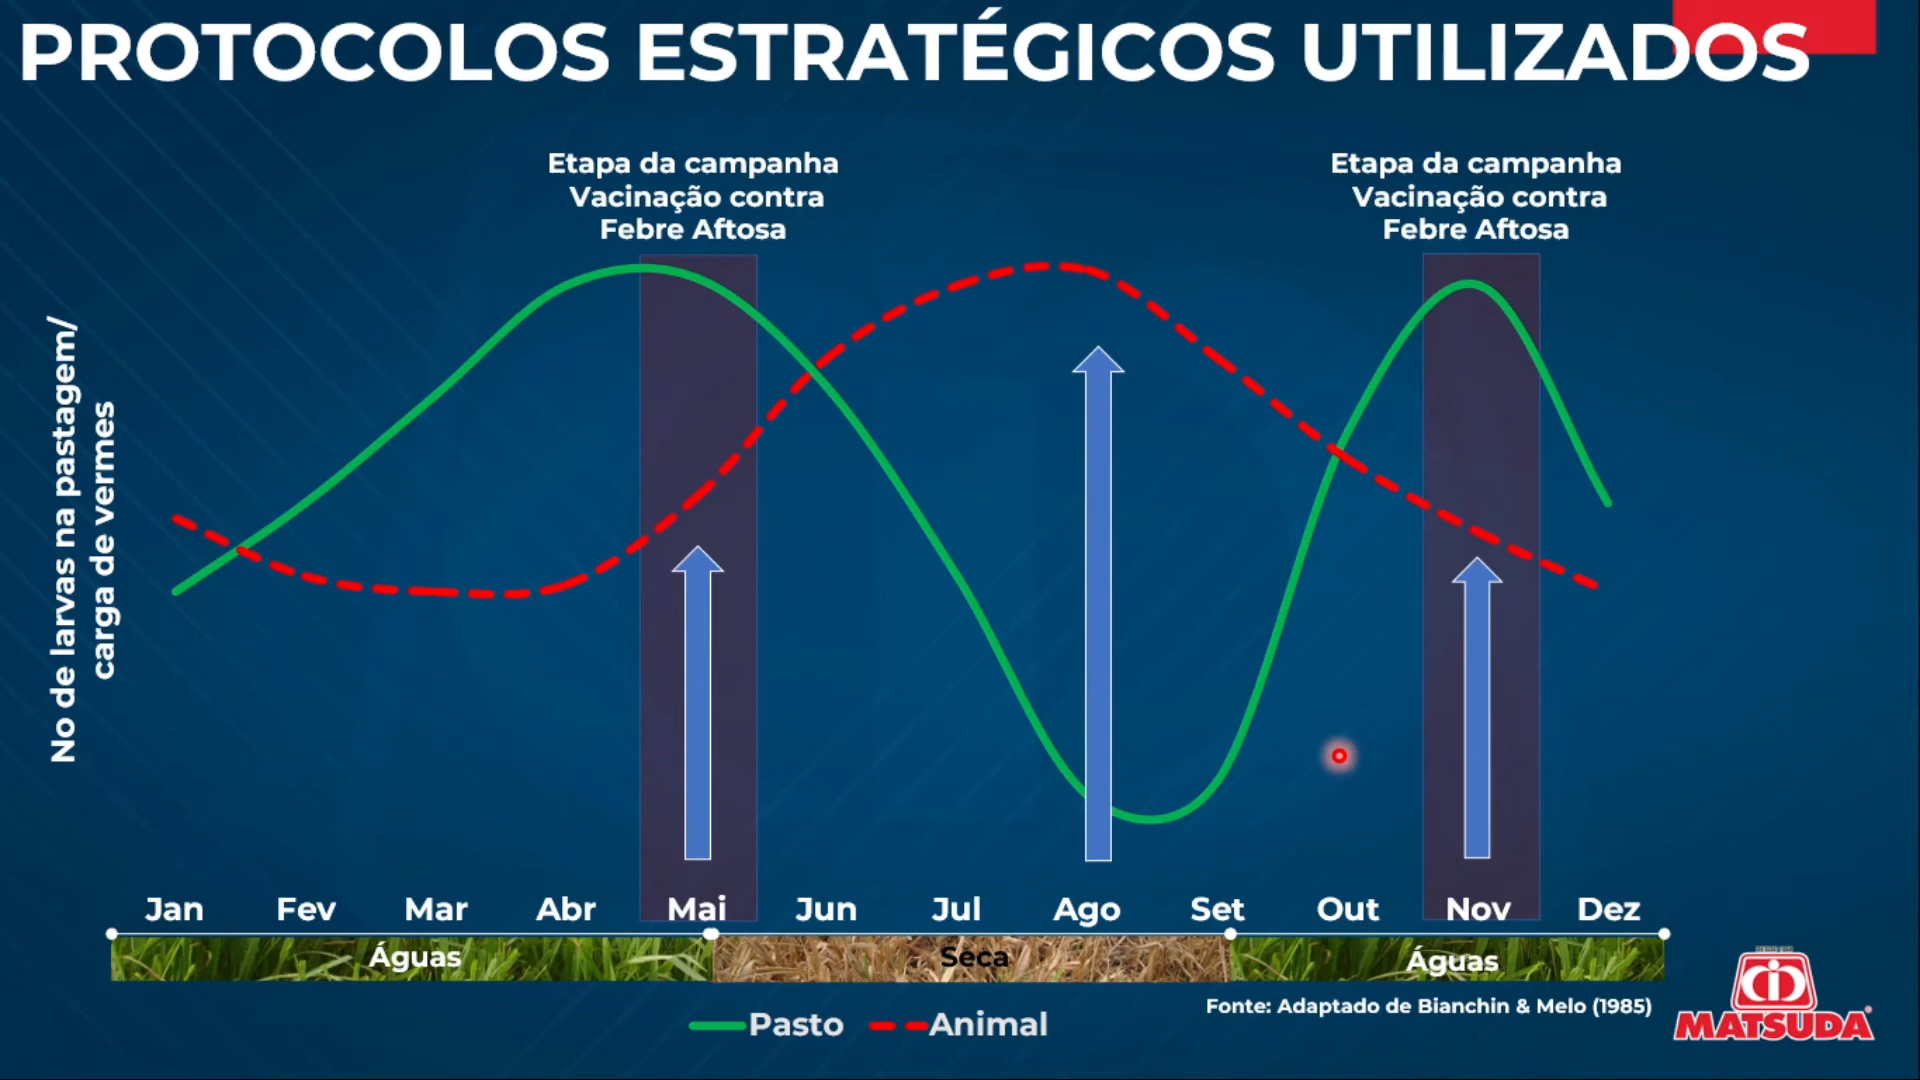 PROTOCOLOS ESTRATÉGICOS UTILIZADOS
Etapa da campanha
Vacinação contra
Febre Aftosa
Etapa da campanha
Vacinação contra
Febre Aftosa
No de larvas na pastagem/
carga de vermes
Jan Fev Mar Abr Mai Jun Jul Ago Set Out Nov Dez
Águas Seca Águas
Fonte: Adaptado de Bianchin & Melo (1985)
Pasto Animal
MATSUDA